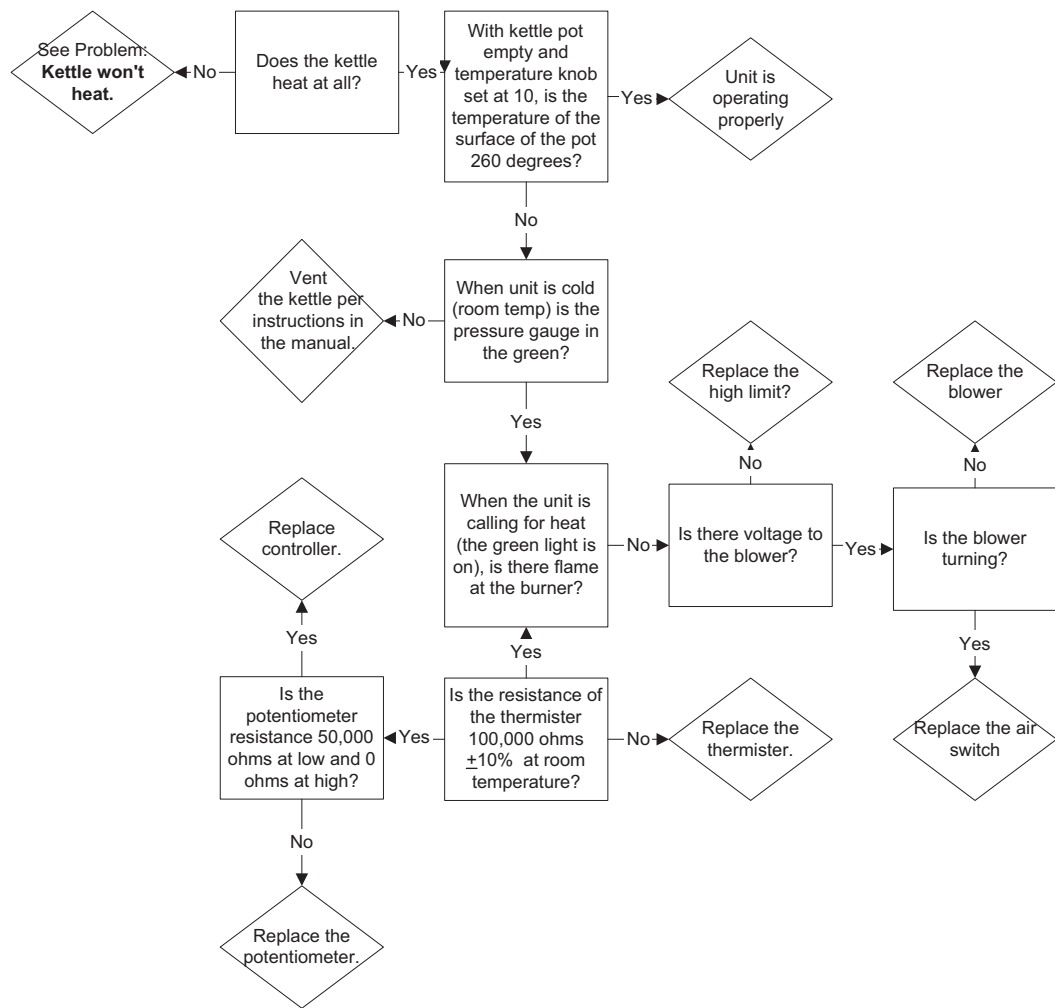 See Problem:
Kettle won't
heat.
No
Does the kettle
heat at all?
Yes
With kettle pot
empty and
temperature knob
set at 10, is the
temperature of the
surface of the pot
260 degrees?
Yes
Unit is
operating
properly
No
Vent
the kettle per
instructions in
the manual.
No
When unit is cold
(room temp) is the
pressure gauge in
the green?
Yes
Replace the
high limit?
Replace the
blower
No
No
Replace
controller.
When the unit is
calling for heat
(the green light is
on), is there flame
at the burner?
No
Is there voltage to
the blower?
Yes
Is the blower
turning?
Yes
Yes
Yes
Is the
potentiometer
resistance 50,000
ohms at low and 0
ohms at high?
Yes
Is the resistance of
the thermister
100,000 ohms
±10% at room
temperature?
No
Replace the
thermister.
Replace the air
switch
No
Replace the
potentiometer.